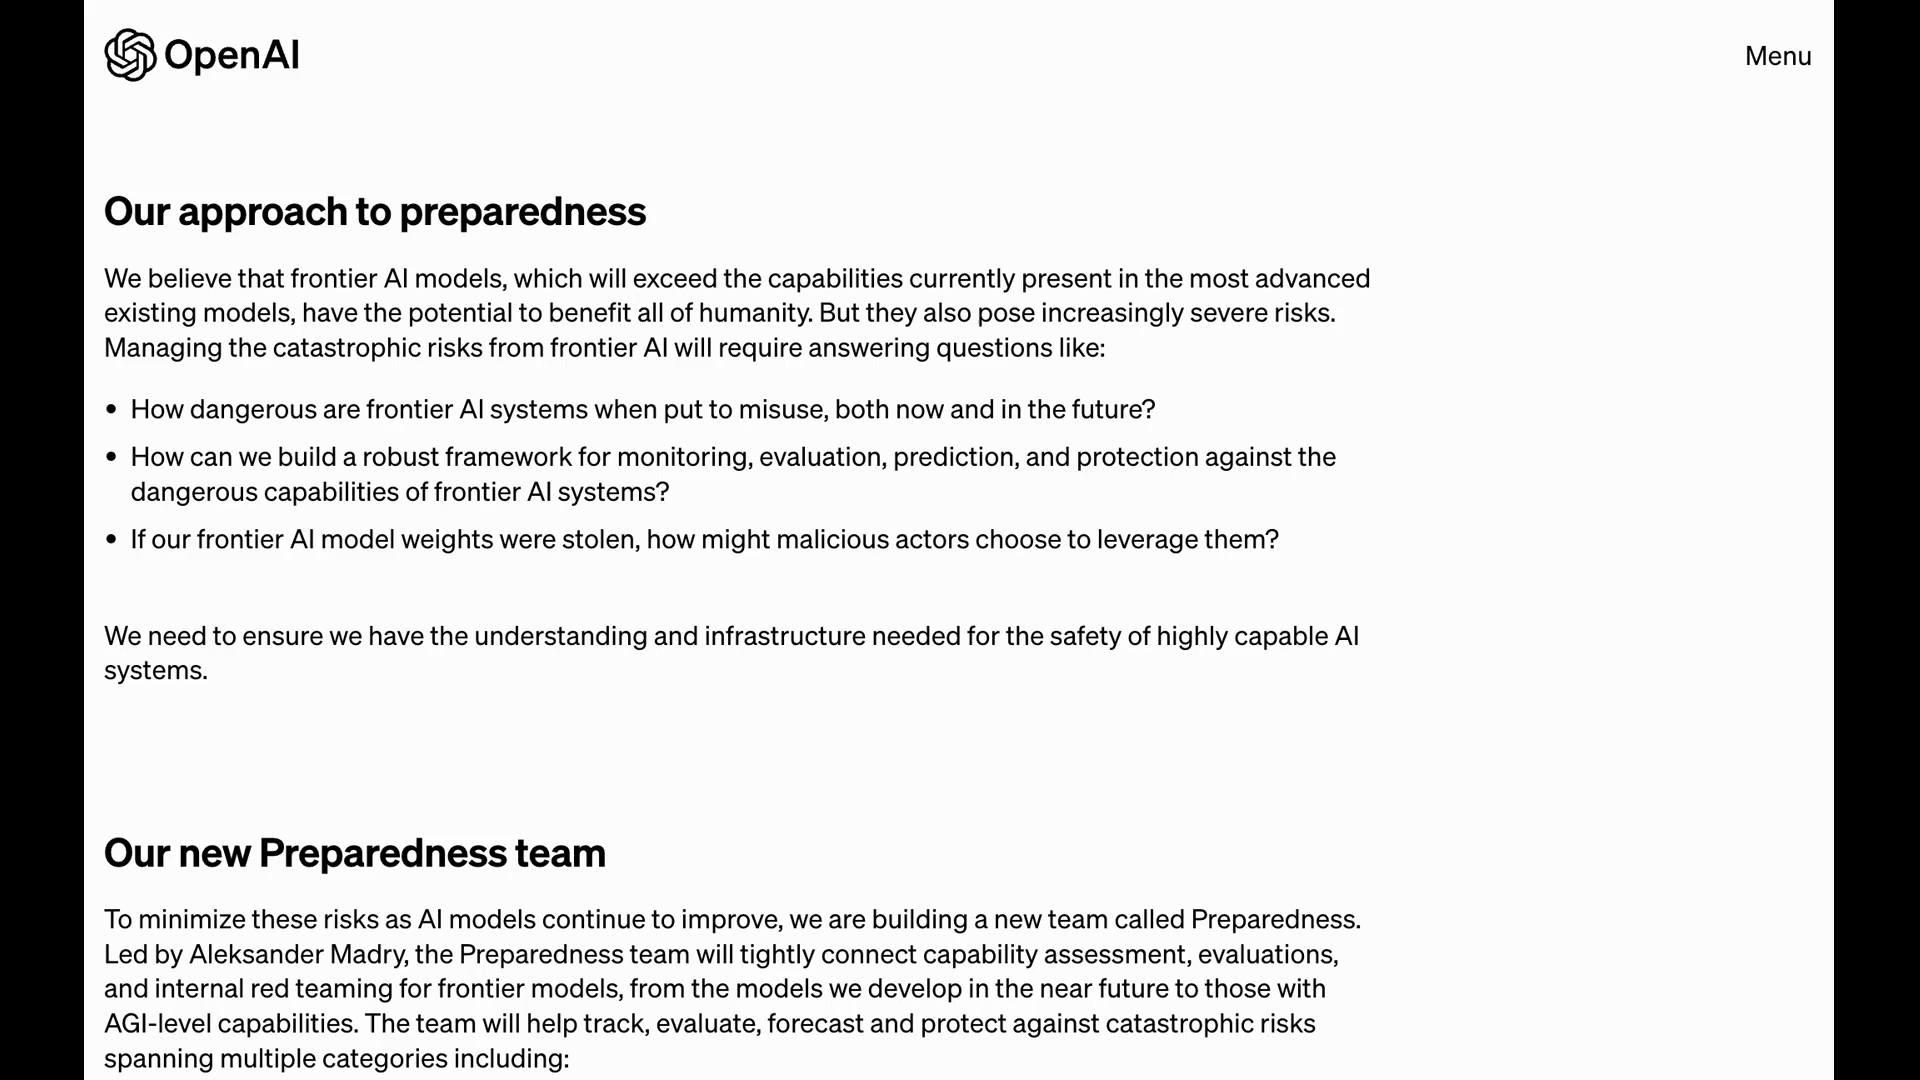 OpenAI
Menu
Our approach to preparedness
We believe that frontier AI models, which will exceed the capabilities currently present in the most advanced
existing models, have the potential to benefit all of humanity. But they also pose increasingly severe risks.
Managing the catastrophic risks from frontier AI will require answering questions like:
• How dangerous are frontier AI systems when put to misuse, both now and in the future?
• How can we build a robust framework for monitoring, evaluation, prediction, and protection against the
dangerous capabilities of frontier AI systems?
• If our frontier AI model weights were stolen, how might malicious actors choose to leverage them?
We need to ensure we have the understanding and infrastructure needed for the safety of highly capable AI
systems.
Our new Preparedness team
To minimize these risks as AI models continue to improve, we are building a new team called Preparedness.
Led by Aleksander Madry, the Preparedness team will tightly connect capability assessment, evaluations,
and internal red teaming for frontier models, from the models we develop in the near future to those with
AGI-level capabilities. The team will help track, evaluate, forecast and protect against catastrophic risks
spanning multiple categories including: